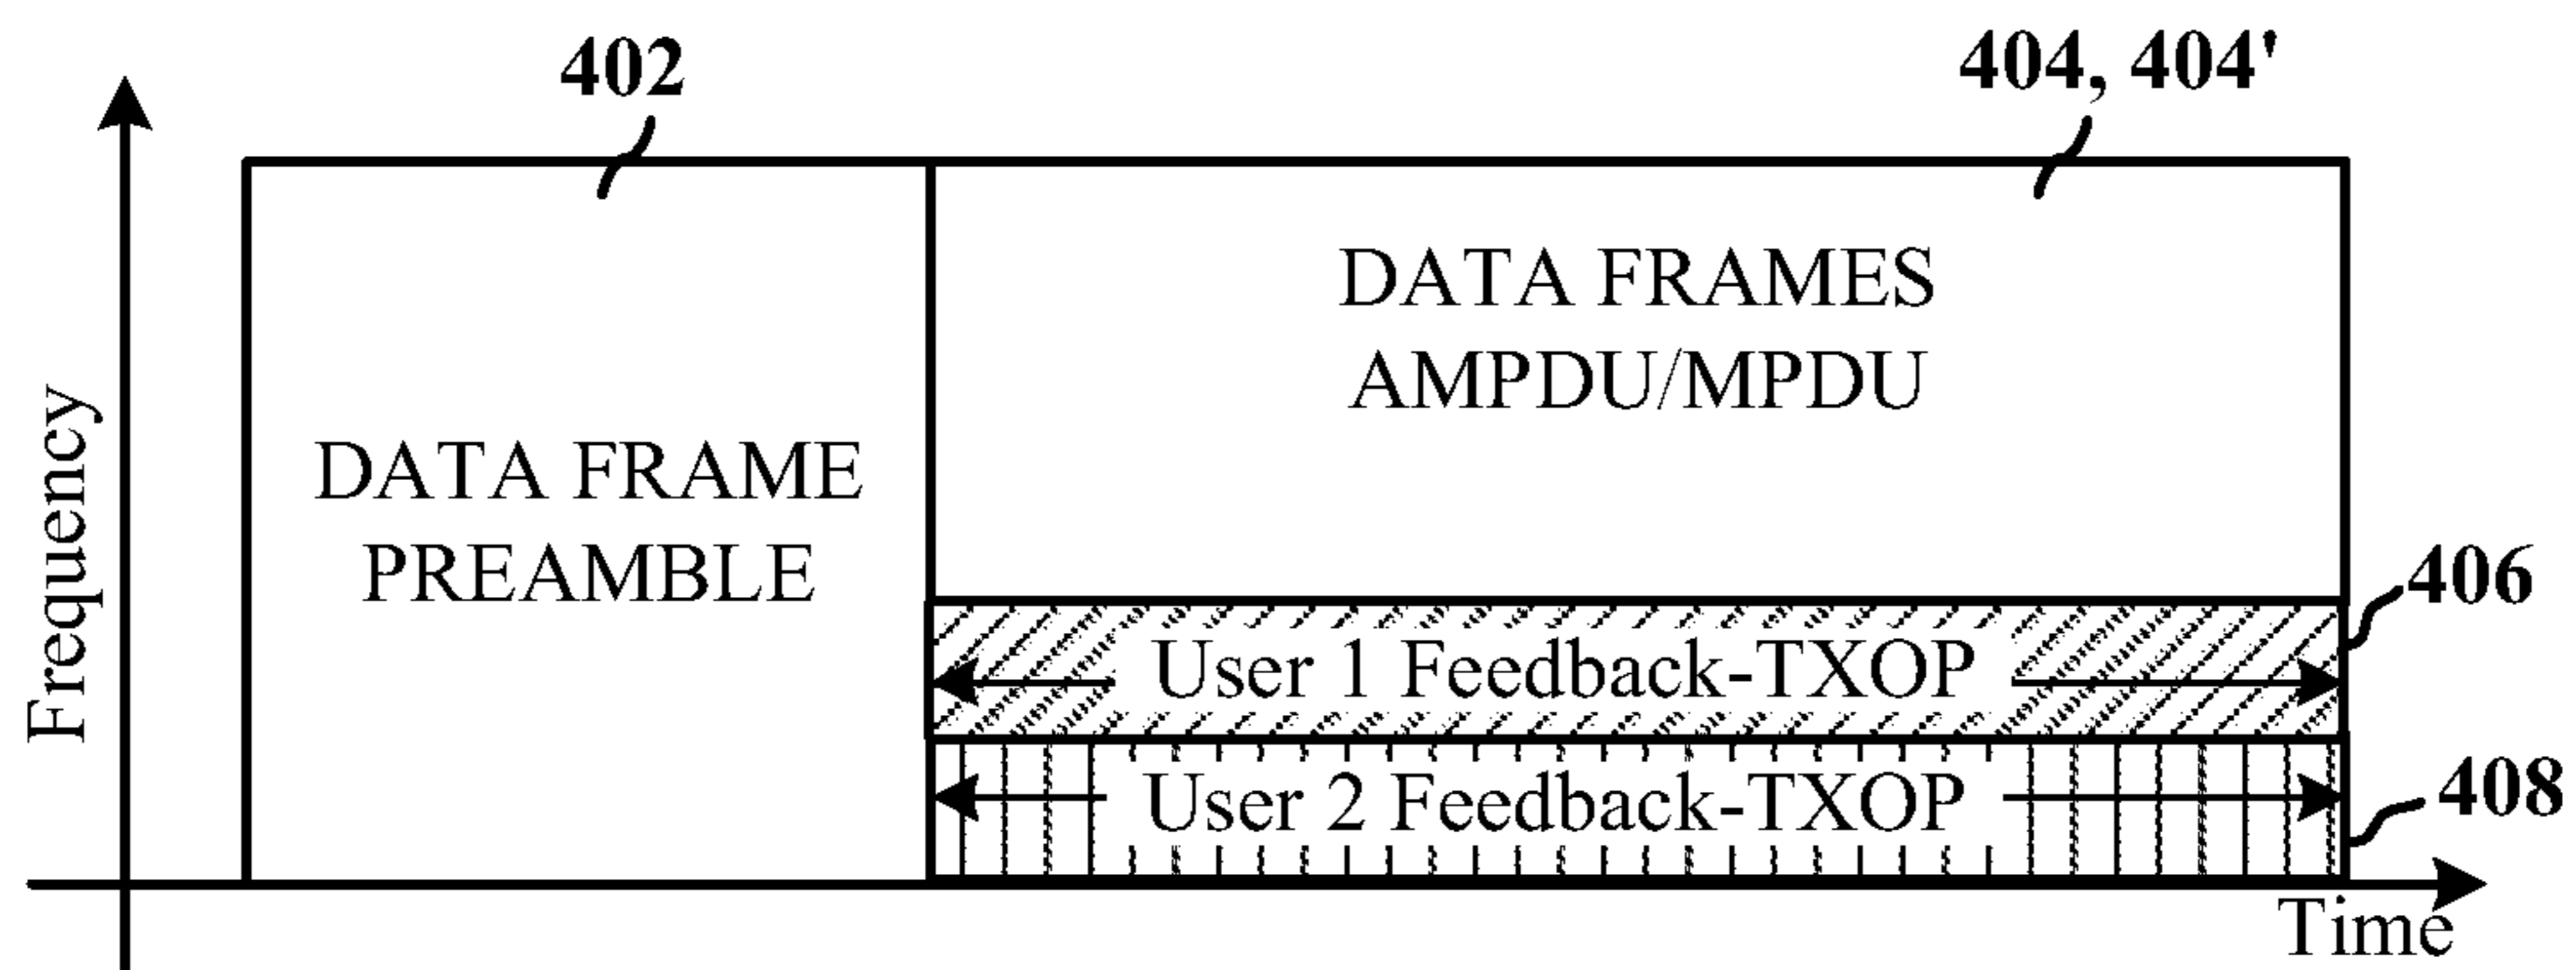 402
404, 404'
DATA FRAMES
AMPDU/MPDU
DATA FRAME
PREAMBLE
Frequency
406
User 1 Feedback-TXOP
User 2 Feedback-TXOP
408
Time